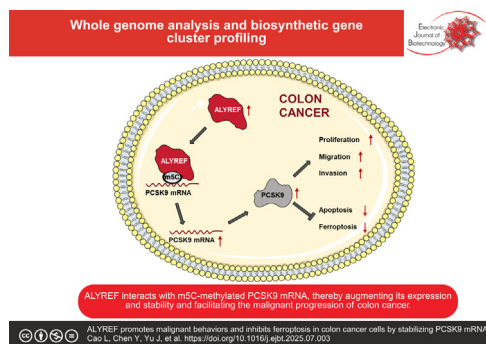 Whole genome analysis and biosynthetic gene
cluster profiling
Electronic
Journal of
Biotechnology
COLON
CANCER
ALYREF
ALYREF
m5C
PCSK9 mRNA
PCSK9 mRNA
PCSK9
Proliferation
Migration
Invasion
Apoptosis
Ferroptosis
ALYREF interacts with m5C-methylated PCSK9 mRNA, thereby augmenting its expression
and stability and facilitating the malignant progression of colon cancer.
ALYREF promotes malignant behaviors and inhibits ferroptosis in colon cancer cells by stabilizing PCSK9 mRNA
Cao L, Chen Y, Yu J, et al. https://doi.org/10.1016/j.ejbt.2025.07.003